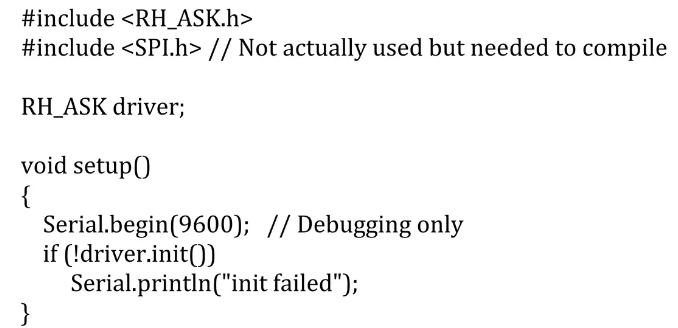 #include <RH_ASK.h>
#include <SPI.h> // Not actually used but needed to compile
RH_ASK driver;
void setup()
{
Serial.begin(9600); // Debugging only
if (!driver.init())
Serial.println("init failed");
}